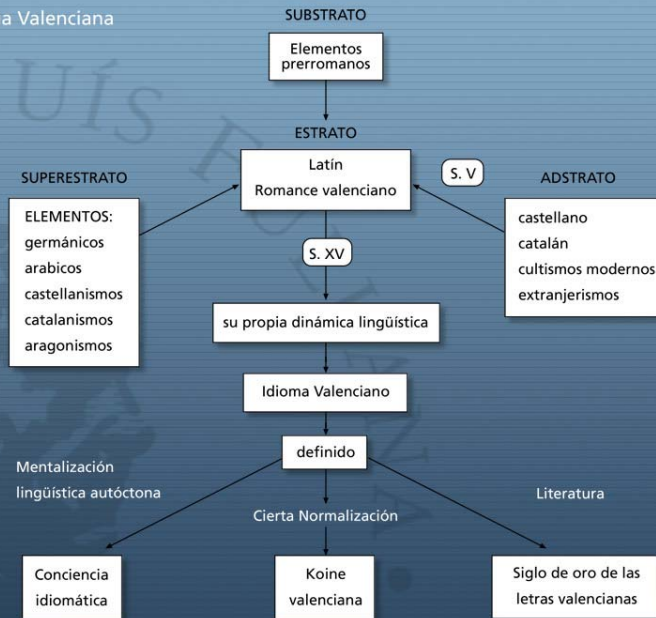 a Valenciana
SUBSTRATO
Elementos
prerromanos
ESTRATO
Latín
Romance valenciano
S. V
SUPERESTRATO
ELEMENTOS:
germánicos
arabicos
castellanismos
catalanismos
aragonismos
ADSTRATO
castellano
catalán
cultismos modernos
extranjerismos
S. XV
su propia dinámica lingüística
Idioma Valenciano
definido
Mentalización
lingüística autóctona
Cierta Normalización
Literatura
Conciencia
idiomática
Koine
valenciana
Siglo de oro de las
letras valencianas